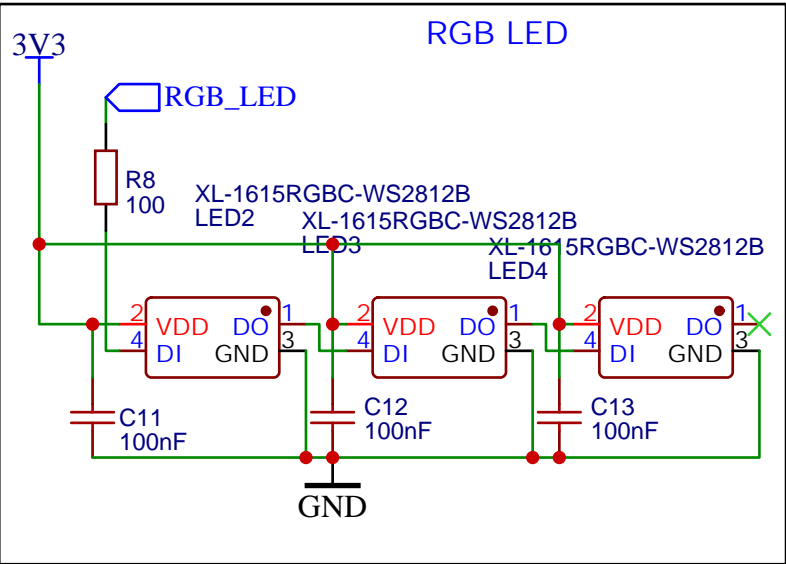 RGB LED
3V3
RGB_LED
R8
100
XL-1615RGBC-WS2812B
LED2
XL-1615RGBC-WS2812B
LED3
XL-1615RGBC-WS2812B
LED4
2 VDD DO 1
4 DI GND 3
2 VDD DO 1
4 DI GND 3
2 VDD DO 1
4 DI GND 3
C11
100nF
C12
100nF
C13
100nF
GND